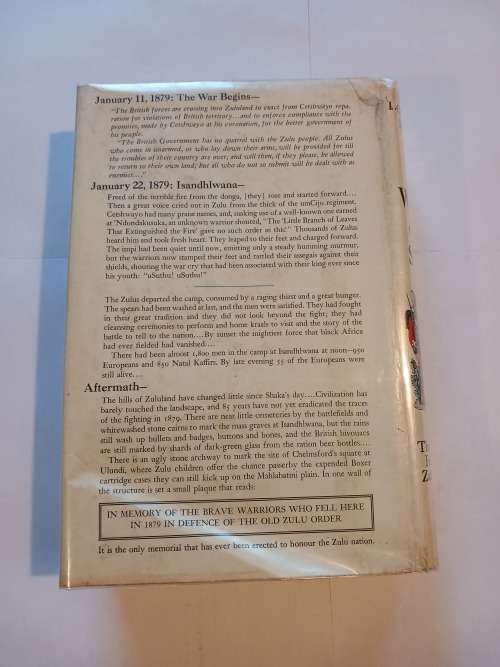 January 11, 1879: The War Begins—
"The British forces are crossing into Zululand to exact from Cetshwayo repa-
ration for violations of British territory...and to enforce compliance with the
promises, made by Cetshwayo at his coronation, for the better government of
his people.
"The British Government has no quarrel with the Zulu people. All Zulus
who come in unarmed, or who lay down their arms, will be provided for till
the troubles of their country are over; and will then, if they please, be allowed
to return to their own land; but all who do not so submit will be dealt with as
enemies...."
January 22, 1879: Isandhlwana—
Freed of the terrible fire from the donga, [they] rose and started forward....
Then a great voice cried out in Zulu from the thick of the umCijo regiment.
Cetshwayo had many praise names, and, making use of a well-known one earned
at 'Ndondakusuka, an unknown warrior shouted, "The 'Little Branch of Leaves
That Extinguished the Fire' gave no such order as this!" Thousands of Zulus
heard him and took fresh heart. They leaped to their feet and charged forward.
The impi had been quiet until now, emitting only a steady humming murmur,
but the warriors now stamped their feet and rattled their assegais against their
shields, shouting the war cry that had been associated with their king ever since
his youth: "uSuthu! uSuthu!"
The Zulus departed the camp, consumed by a raging thirst and a great hunger.
The spears had been washed at last, and the men were satisfied. They had fought
in their great tradition and they did not look beyond the fight; they had
cleansing ceremonies to perform and home kraals to visit and the story of the
battle to tell to the nation....By sunset the mightiest force that black Africa
had ever fielded had vanished....
There had been almost 1,800 men in the camp at Isandhlwana at noon—950
Europeans and 850 Natal Kaffirs. By late evening 55 of the Europeans were
still alive....
Aftermath—
The hills of Zululand have changed little since Shaka's day....Civilization has
barely touched the landscape, and 85 years have not yet eradicated the traces
of the fighting in 1879. There are neat little cemeteries by the battlefields and
whitewashed stone cairns to mark the mass graves at Isandhlwana, but the rains
still wash up bullets and badges, buttons and bones, and the British bivouacs
are still marked by shards of dark-green glass from the ration beer bottles....
There is an ugly stone archway to mark the site of Chelmsford's square at
Ulundi, where Zulu children offer the chance passerby the expended Boxer
cartridge cases they can still kick up on the Mahlabatini plain. In one wall of
the structure is set a small plaque that reads:
IN MEMORY OF THE BRAVE WARRIORS WHO FELL HERE
IN 1879 IN DEFENCE OF THE OLD ZULU ORDER
It is the only memorial that has ever been erected to honour the Zulu nation.